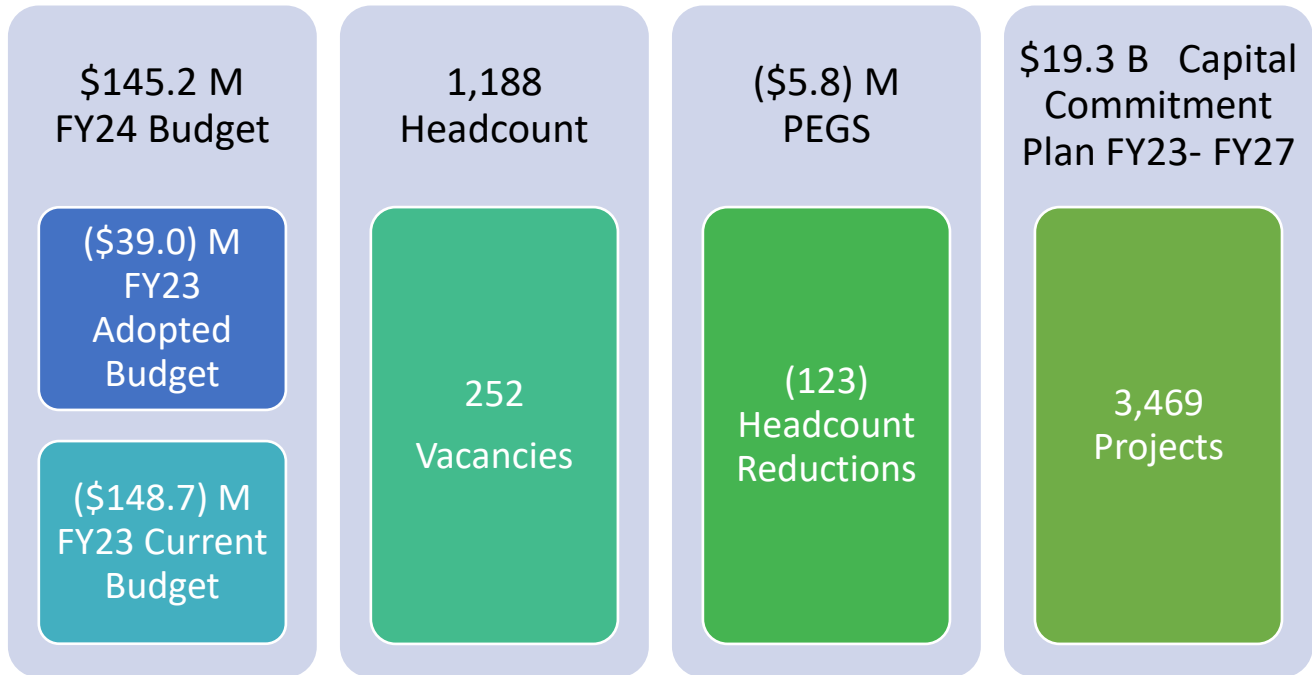 $145.2 M
FY24 Budget
($39.0) M
FY23
Adopted
Budget
($148.7) M
FY23 Current
Budget
1,188
Headcount
252
Vacancies
($5.8) M
PEGS
(123)
Headcount
Reductions
$19.3 B Capital
Commitment
Plan FY23- FY27
3,469
Projects